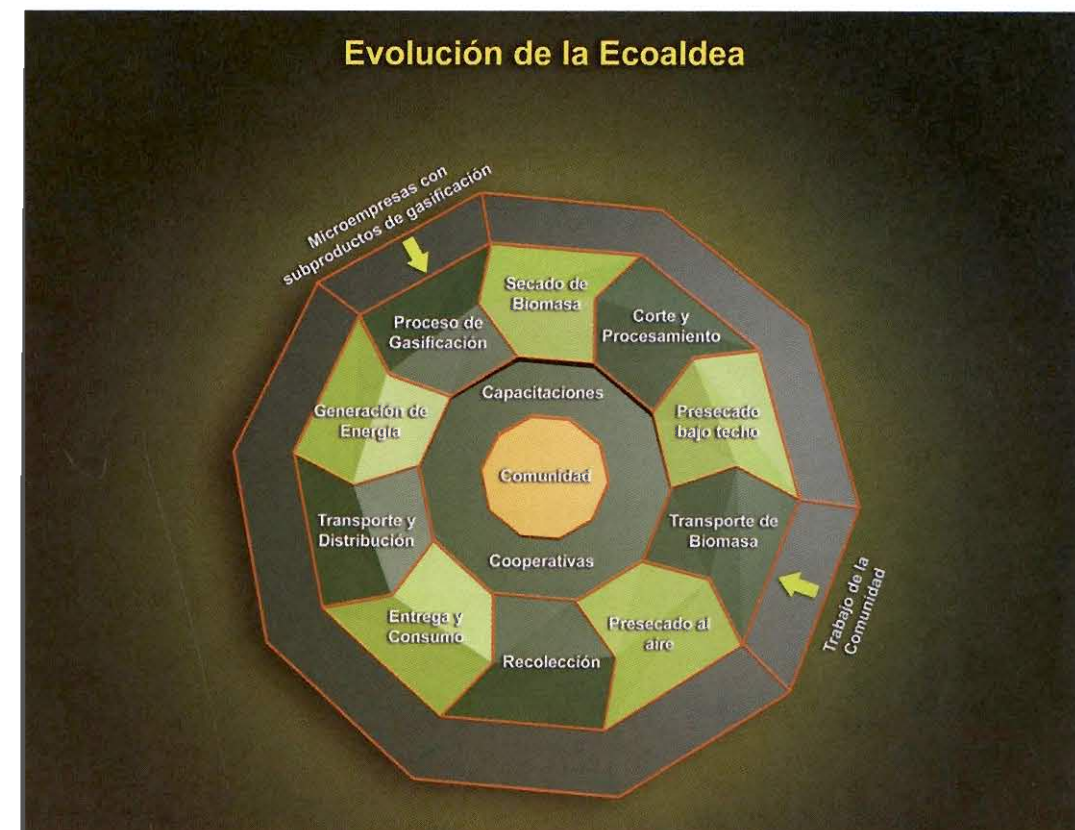 Evolución de la Ecoaldea
Microempresas con
subproductos de gasificación
Secado de
Biomasa
Corte y
Procesamiento
Proceso de
Gasificación
Capacitaciones
Presecado
bajo techo
Generación de
Energía
Comunidad
Transporte y
Distribución
Transporte de
Biomasa
Cooperativas
Trabajo de la
Comunidad
Entrega y
Consumo
Presecado al
aire
Recolección